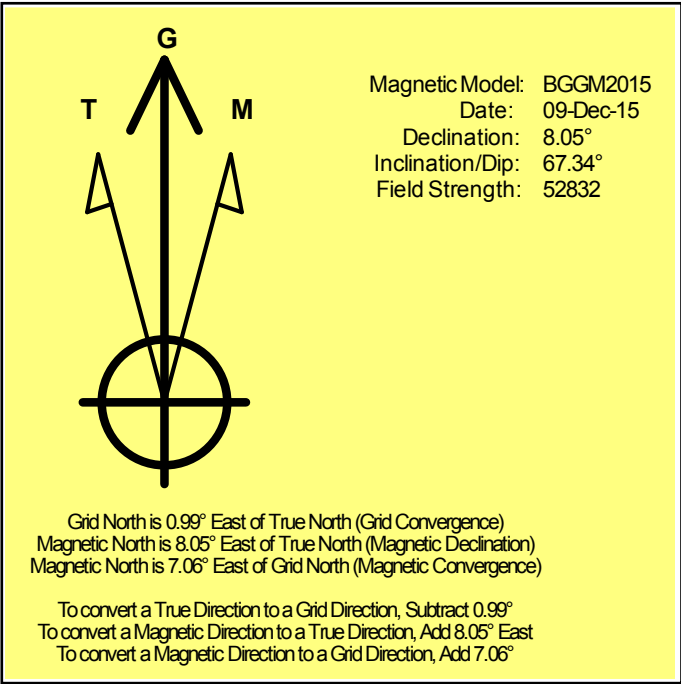 G
T M
Magnetic Model: BGGM2015
Date: 09-Dec-15
Declination: 8.05°
Inclination/Dip: 67.34°
Field Strength: 52832
Grid North is 0.99° East of True North (Grid Convergence)
Magnetic North is 8.05° East of True North (Magnetic Declination)
Magnetic North is 7.06° East of Grid North (Magnetic Convergence)
To convert a True Direction to a Grid Direction, Subtract 0.99°
To convert a Magnetic Direction to a True Direction, Add 8.05° East
To convert a Magnetic Direction to a Grid Direction, Add 7.06°